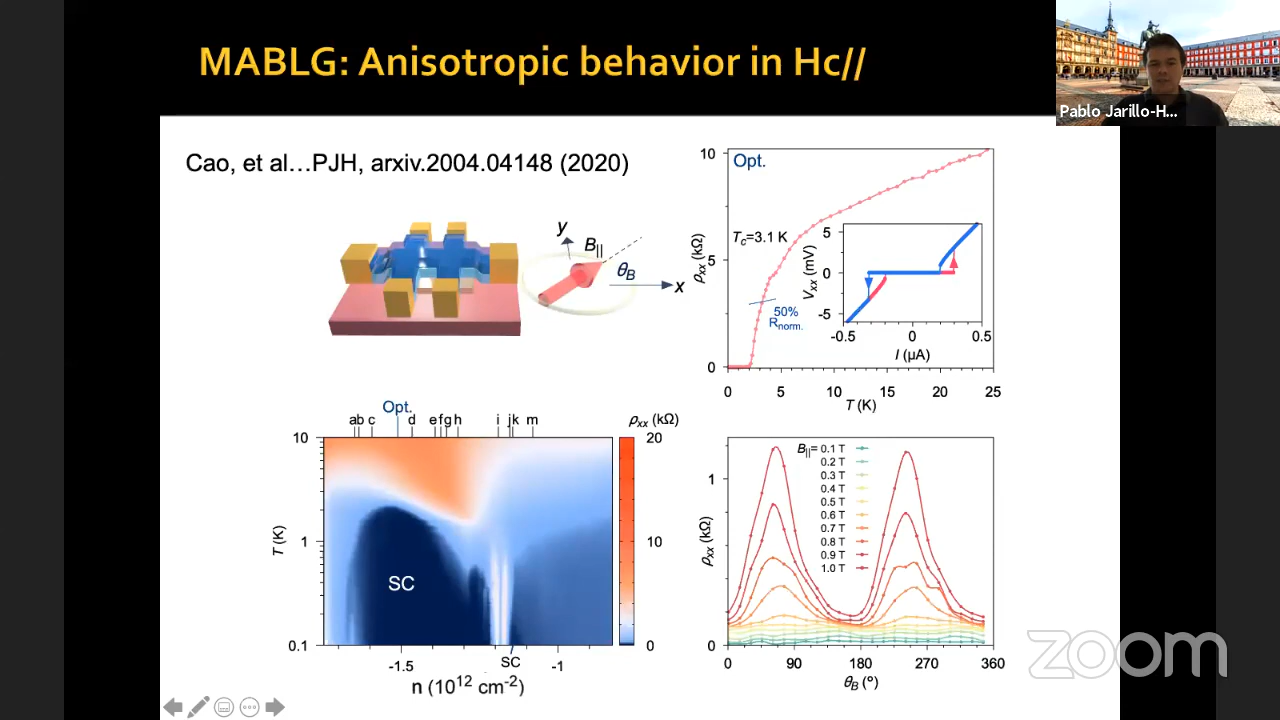 MABLG: Anisotropic behavior in Hc//
Pablo Jarillo-H...
Cao, et al…PJH, arxiv.2004.04148 (2020)
y
B||
θB
x
Opt.
10
5
0
ρxx (kΩ)
Tc=3.1 K
50%
Rnorm.
5
0
-5
Vxx (mV)
-0.5
0
0.5
I (µA)
0
5
10
15
20
25
T (K)
Opt.
ab c
d
efg h
i
jk
m
ρxx (kΩ)
10
1
0.1
T (K)
SC
20
10
0
-1.5
SC
-1
n (10¹² cm⁻²)
B||= 0.1 T
0.2 T
0.3 T
0.4 T
0.5 T
0.6 T
0.7 T
0.8 T
0.9 T
1.0 T
1
0
ρxx (kΩ)
0
90
180
270
360
θB (°)
zoom